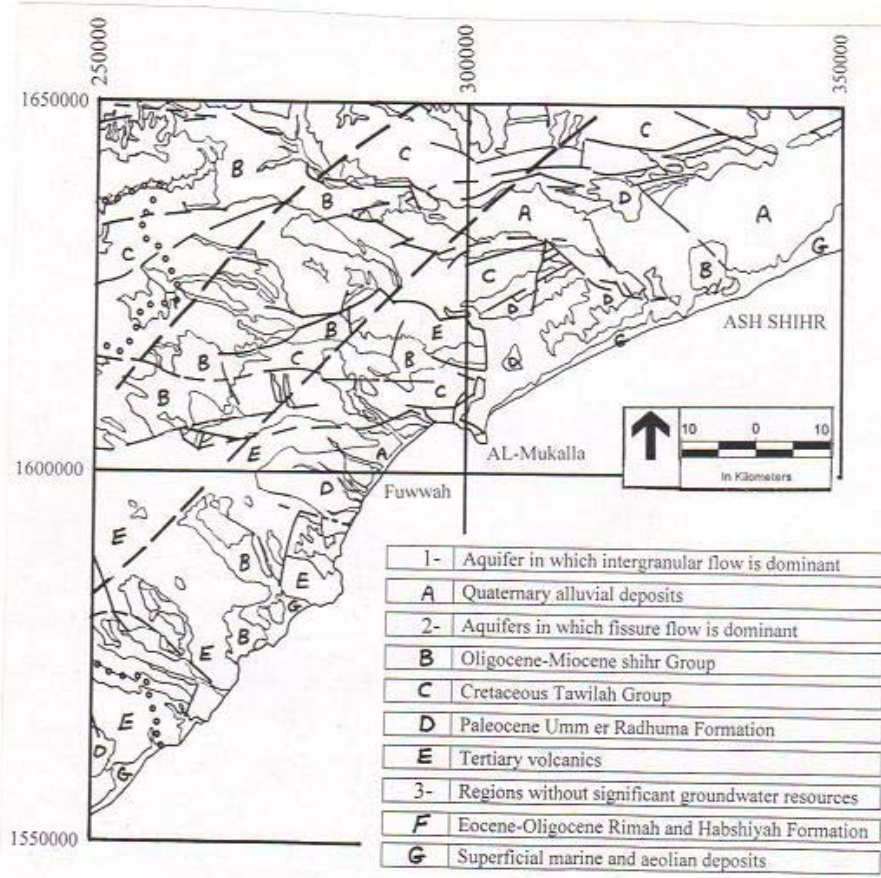 250000 300000 350000
1650000
C
C
B
B D
A A
G
C
C B
D
D
ASH SHIHR
B E
G
B C B D
B C
10 0 10
E A AL-Mukalla
1600000 In Kilometers
D Fuwwah
E
B
E
G
B
E
E
D
G
1550000
1- Aquifer in which intergranular flow is dominant
A Quaternary alluvial deposits
2- Aquifers in which fissure flow is dominant
B Oligocene-Miocene shihr Group
C Cretaceous Tawilah Group
D Paleocene Umm er Radhuma Formation
E Tertiary volcanics
3- Regions without significant groundwater resources
F Eocene-Oligocene Rimah and Habshiyah Formation
G Superficial marine and aeolian deposits